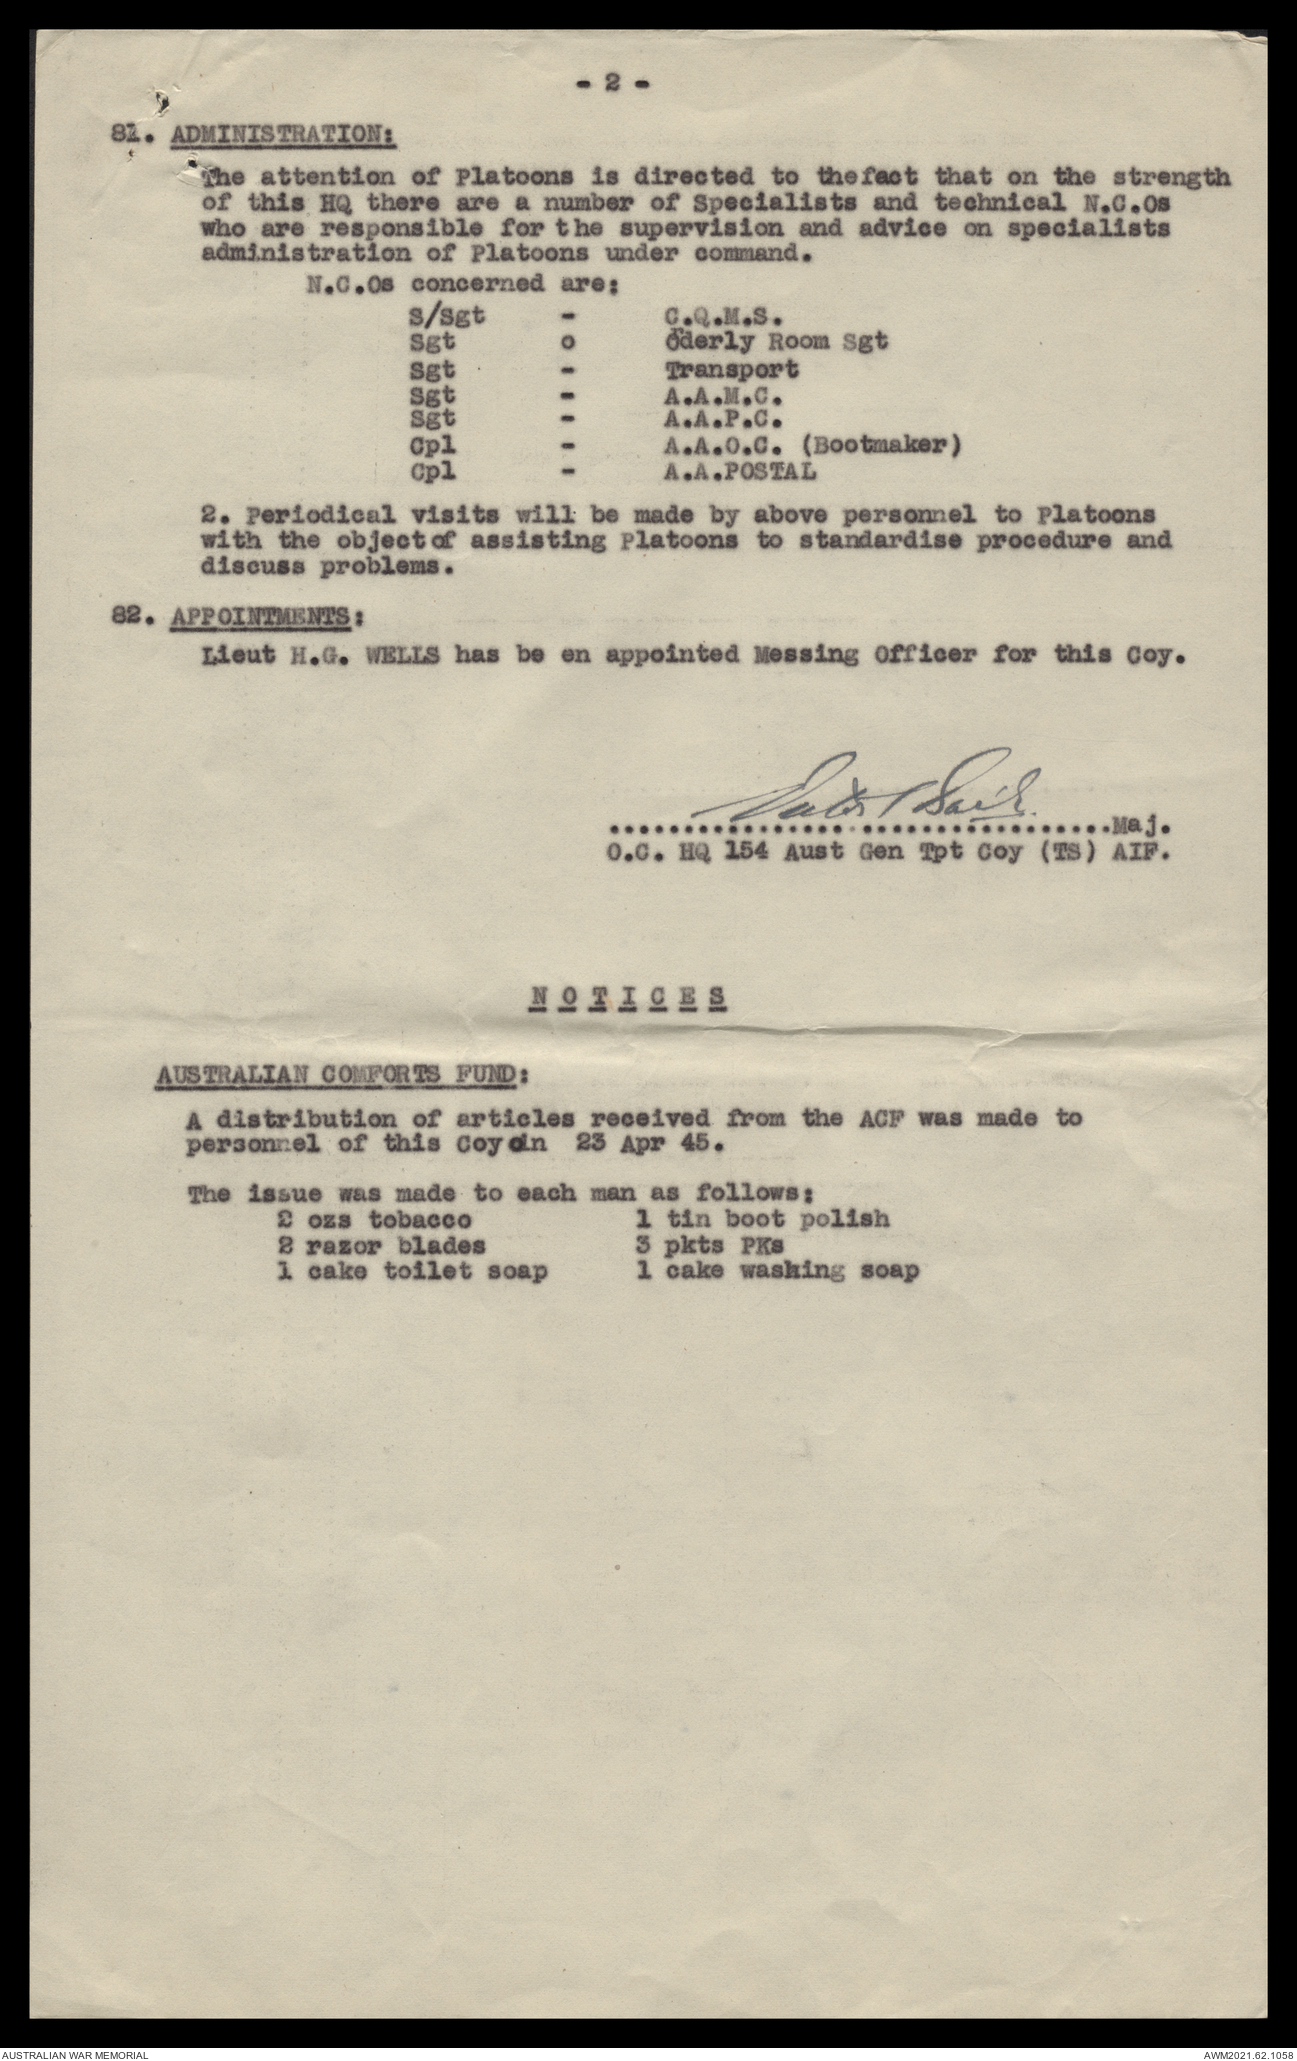 - 2 -
81. ADMINISTRATION:
The attention of Platoons is directed to thefact that on the strength
of this HQ there are a number of Specialists and technical N.C.Os
who are responsible for the supervision and advice on specialists
administration of Platoons under command.
N.C.Os concerned are:
S/Sgt - C.Q.M.S.
Sgt o Orderly Room Sgt
Sgt - Transport
Sgt - A.A.M.C.
Sgt - A.A.P.C.
Cpl - A.A.O.C. (Bootmaker)
Cpl - A.A.POSTAL
2. Periodical visits will be made by above personnel to Platoons
with the object of assisting Platoons to standardise procedure and
discuss problems.
82. APPOINTMENTS:
Lieut H.G. WELLS has be en appointed Messing Officer for this Coy.
..................................Maj.
O.C. HQ 154 Aust Gen Tpt Coy (TS) AIF.
N O T I C E S
AUSTRALIAN COMFORTS FUND:
A distribution of articles received from the ACF was made to
personnel of this Coy on 23 Apr 45.
The issue was made to each man as follows:
2 ozs tobacco 1 tin boot polish
2 razor blades 3 pkts PKs
1 cake toilet soap 1 cake washing soap
AUSTRALIAN WAR MEMORIAL AWM2021.62.1058